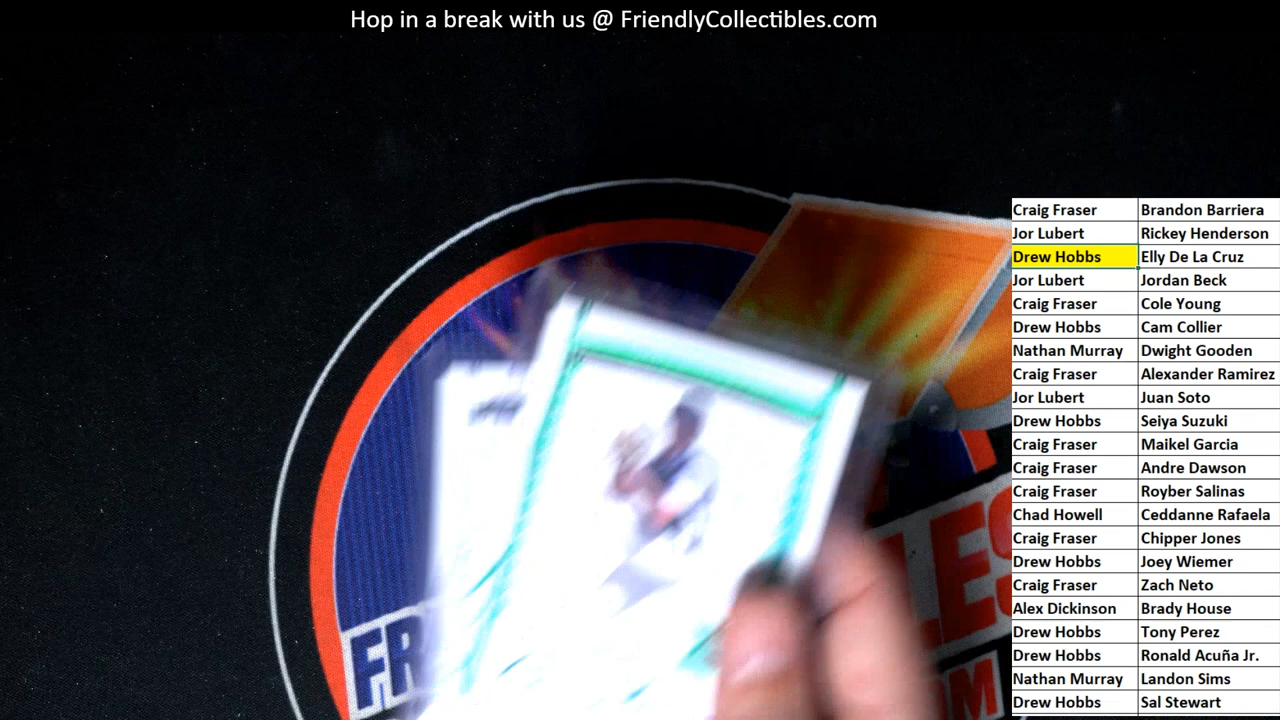 Hop in a break with us @ FriendlyCollectibles.com
Craig Fraser Brandon Barriera
Jor Lubert Rickey Henderson
Drew Hobbs Elly De La Cruz
Jor Lubert Jordan Beck
Craig Fraser Cole Young
Drew Hobbs Cam Collier
Nathan Murray Dwight Gooden
Craig Fraser Alexander Ramirez
Jor Lubert Juan Soto
Drew Hobbs Seiya Suzuki
Craig Fraser Maikel Garcia
Craig Fraser Andre Dawson
Craig Fraser Royber Salinas
Chad Howell Ceddanne Rafaela
Craig Fraser Chipper Jones
Drew Hobbs Joey Wiemer
Craig Fraser Zach Neto
Alex Dickinson Brady House
Drew Hobbs Tony Perez
Drew Hobbs Ronald Acuña Jr.
Nathan Murray Landon Sims
Drew Hobbs Sal Stewart
FR
LES
OM